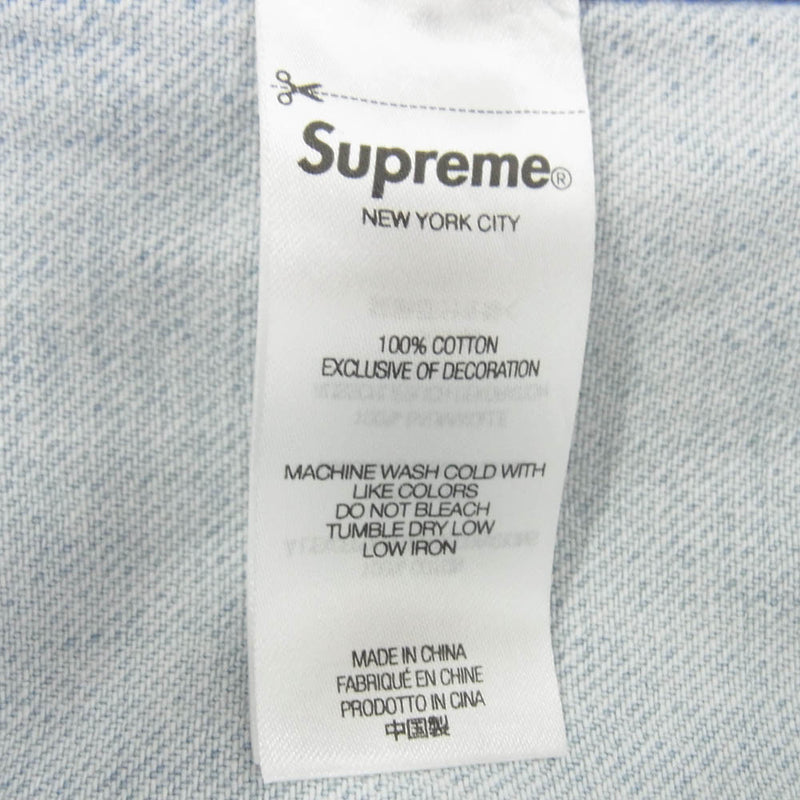 Supreme®
NEW YORK CITY
100% COTTON
EXCLUSIVE OF DECORATION
MACHINE WASH COLD WITH
LIKE COLORS
DO NOT BLEACH
TUMBLE DRY LOW
LOW IRON
MADE IN CHINA
FABRIQUÉ EN CHINE
PRODOTTO IN CINA
中国製